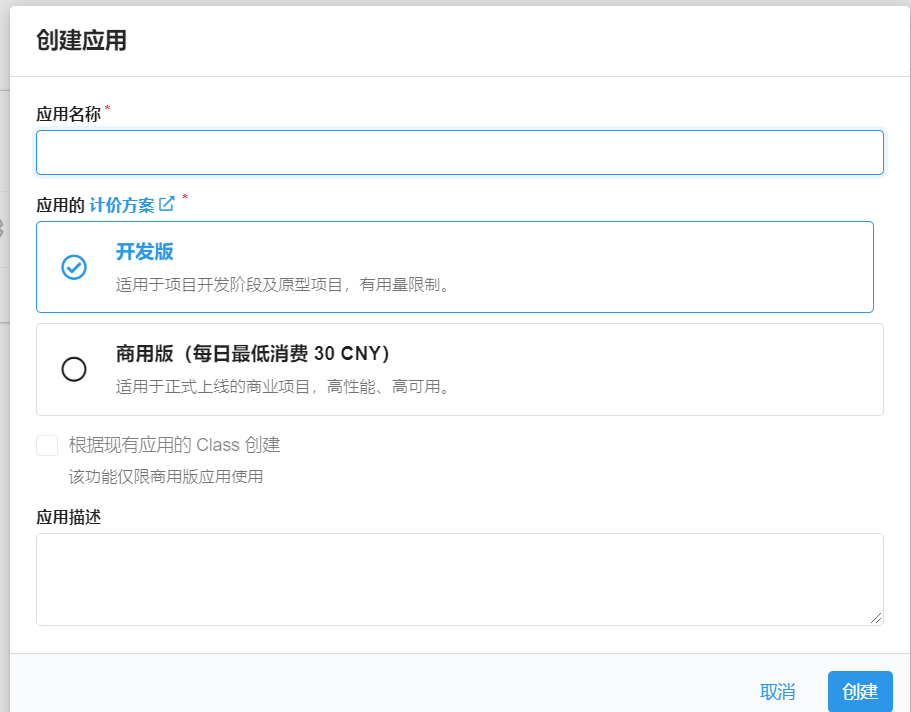 创建应用
应用名称*
应用的 计价方案 *
开发版
适用于项目开发阶段及原型项目，有用量限制。
商用版（每日最低消费 30 CNY）
适用于正式上线的商业项目，高性能、高可用。
根据现有应用的 Class 创建
该功能仅限商用版应用使用
应用描述
取消
创建